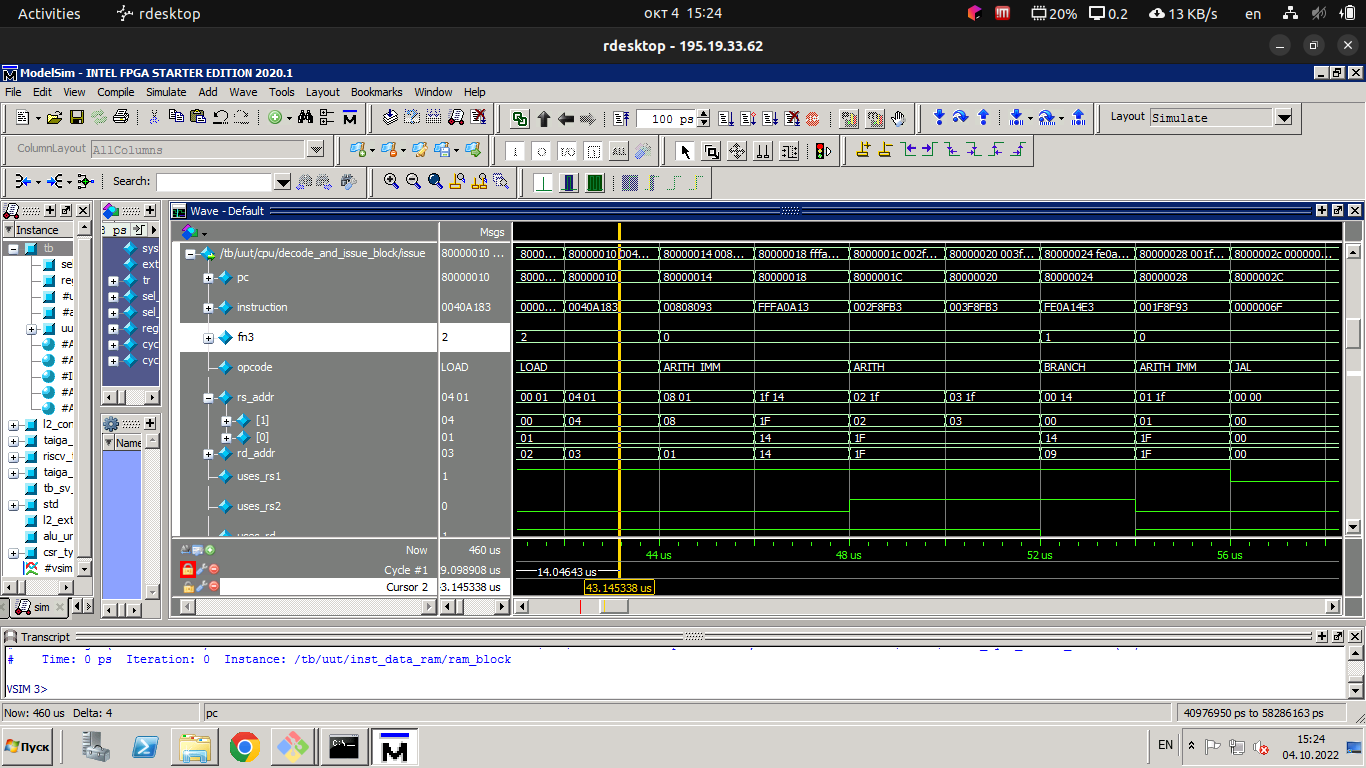 Activities rdesktop окт 4 15:24 20% 0.2 13 KB/s en
rdesktop - 195.19.33.62
ModelSim - INTEL FPGA STARTER EDITION 2020.1
File Edit View Compile Simulate Add Wave Tools Layout Bookmarks Window Help
100 ps Layout Simulate
ColumnLayout AllColumns
Search:
Wave - Default
Instance
Msgs
/tb/uut/cpu/decode_and_issue_block/issue 80000010 ... 8000... 80000010 004... 80000014 008... 80000018 fffa... 8000001c 002f... 80000020 003f... 80000024 fe0a... 80000028 001f... 8000002c 000000...
pc 80000010 8000... 80000010 80000014 80000018 8000001C 80000020 80000024 80000028 8000002C
instruction 0040A183 0000... 0040A183 00808093 FFFA0A13 002F8FB3 003F8FB3 FE0A14E3 001F8F93 0000006F
fn3 2 2 0 1 0
opcode LOAD LOAD ARITH_IMM ARITH BRANCH ARITH_IMM JAL
rs_addr 04 01 00 01 04 01 08 01 1f 14 02 1f 03 1f 00 14 01 1f 00 00
[1] 04 00 04 08 1F 02 03 00 01 00
[0] 01 01 14 1F 14 1F 00
rd_addr 03 02 03 01 14 1F 09 1F 00
uses_rs1 1
uses_rs2 0
tb
sys
ext
tr
sel_
sel_
reg
cyc
cyc
l2_con
taiga_
riscv_
taiga_
tb_sv_
std
l2_ext
alu_un
csr_ty
#vsim
Name
Now 460 us 44 us 48 us 52 us 56 us
Cycle #1 9.098908 us 14.04643 us
Cursor 2 43.145338 us
sim
Transcript
# Time: 0 ps Iteration: 0 Instance: /tb/uut/inst_data_ram/ram_block
VSIM 3>
Now: 460 us Delta: 4 pc 40976950 ps to 58286163 ps
Пуск EN 15:24
04.10.2022